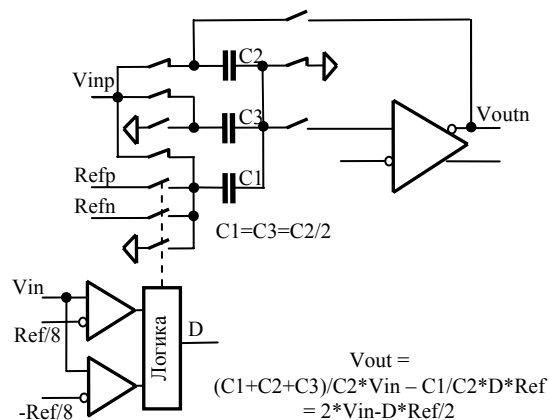 C2
Vinp
Voutn
C3
Refp
C1
Refn
C1=C3=C2/2
Vin
Ref/8
Логика
D
-Ref/8
Vout =
(C1+C2+C3)/C2*Vin – C1/C2*D*Ref
= 2*Vin-D*Ref/2